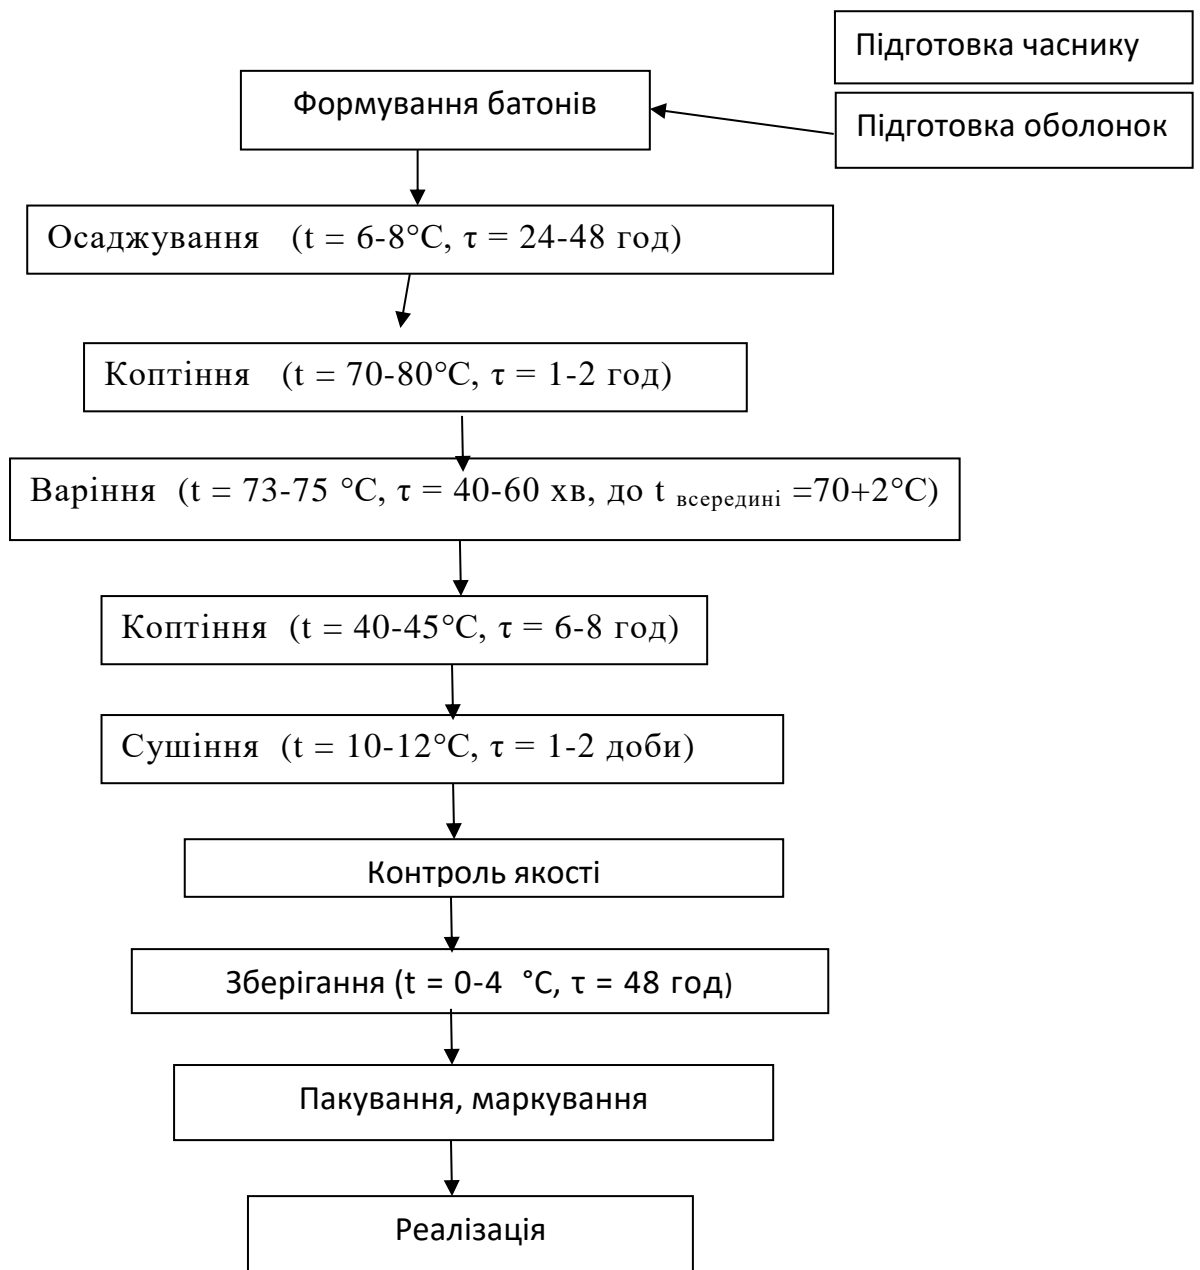 Підготовка часнику
Формування батонів
Підготовка оболонок
Осаджування (t = 6-8°C, τ = 24-48 год)
Коптіння (t = 70-80°C, τ = 1-2 год)
Варіння (t = 73-75 °C, τ = 40-60 хв, до t всередині =70+2°C)
Коптіння (t = 40-45°C, τ = 6-8 год)
Сушіння (t = 10-12°C, τ = 1-2 доби)
Контроль якості
Зберігання (t = 0-4 °C, τ = 48 год)
Пакування, маркування
Реалізація